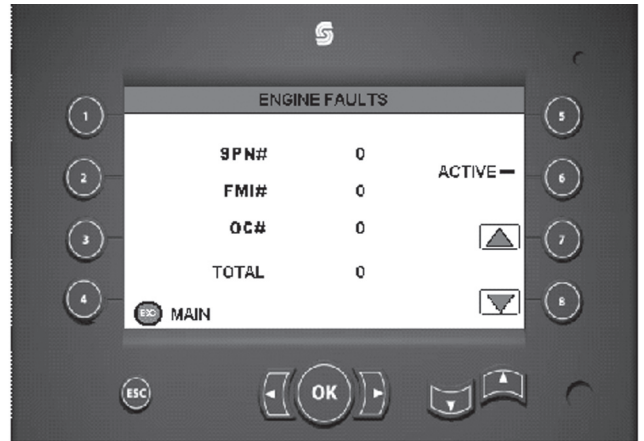 ENGINE FAULTS
1
5
SPN# 0
ACTIVE
2
6
FMI# 0
OC# 0
3
7
TOTAL 0
4
8
ESC MAIN
ESC
OK